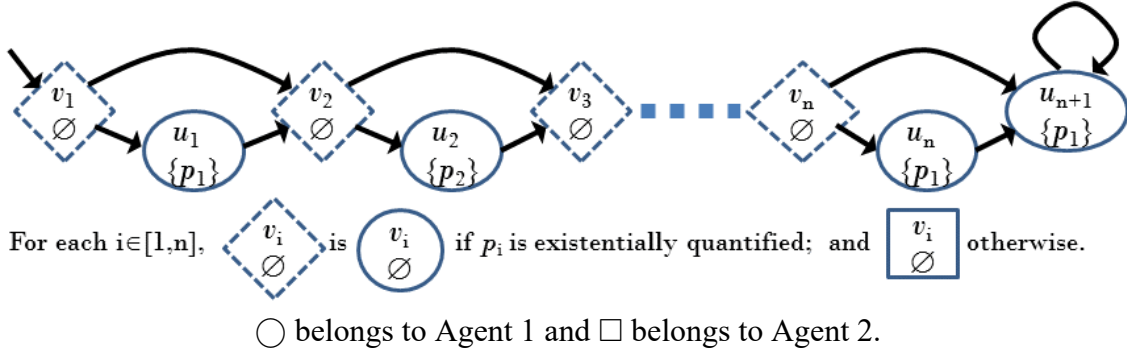 v₁ v₂ v₃ vₙ uₙ₊₁
∅ ∅ ∅ ∅ {p₁}
u₁ u₂ uₙ
{p₁} {p₂} {p₁}
For each i∈[1,n], vᵢ ∅ is vᵢ ∅ if pᵢ is existentially quantified; and vᵢ ∅ otherwise.
○ belongs to Agent 1 and □ belongs to Agent 2.